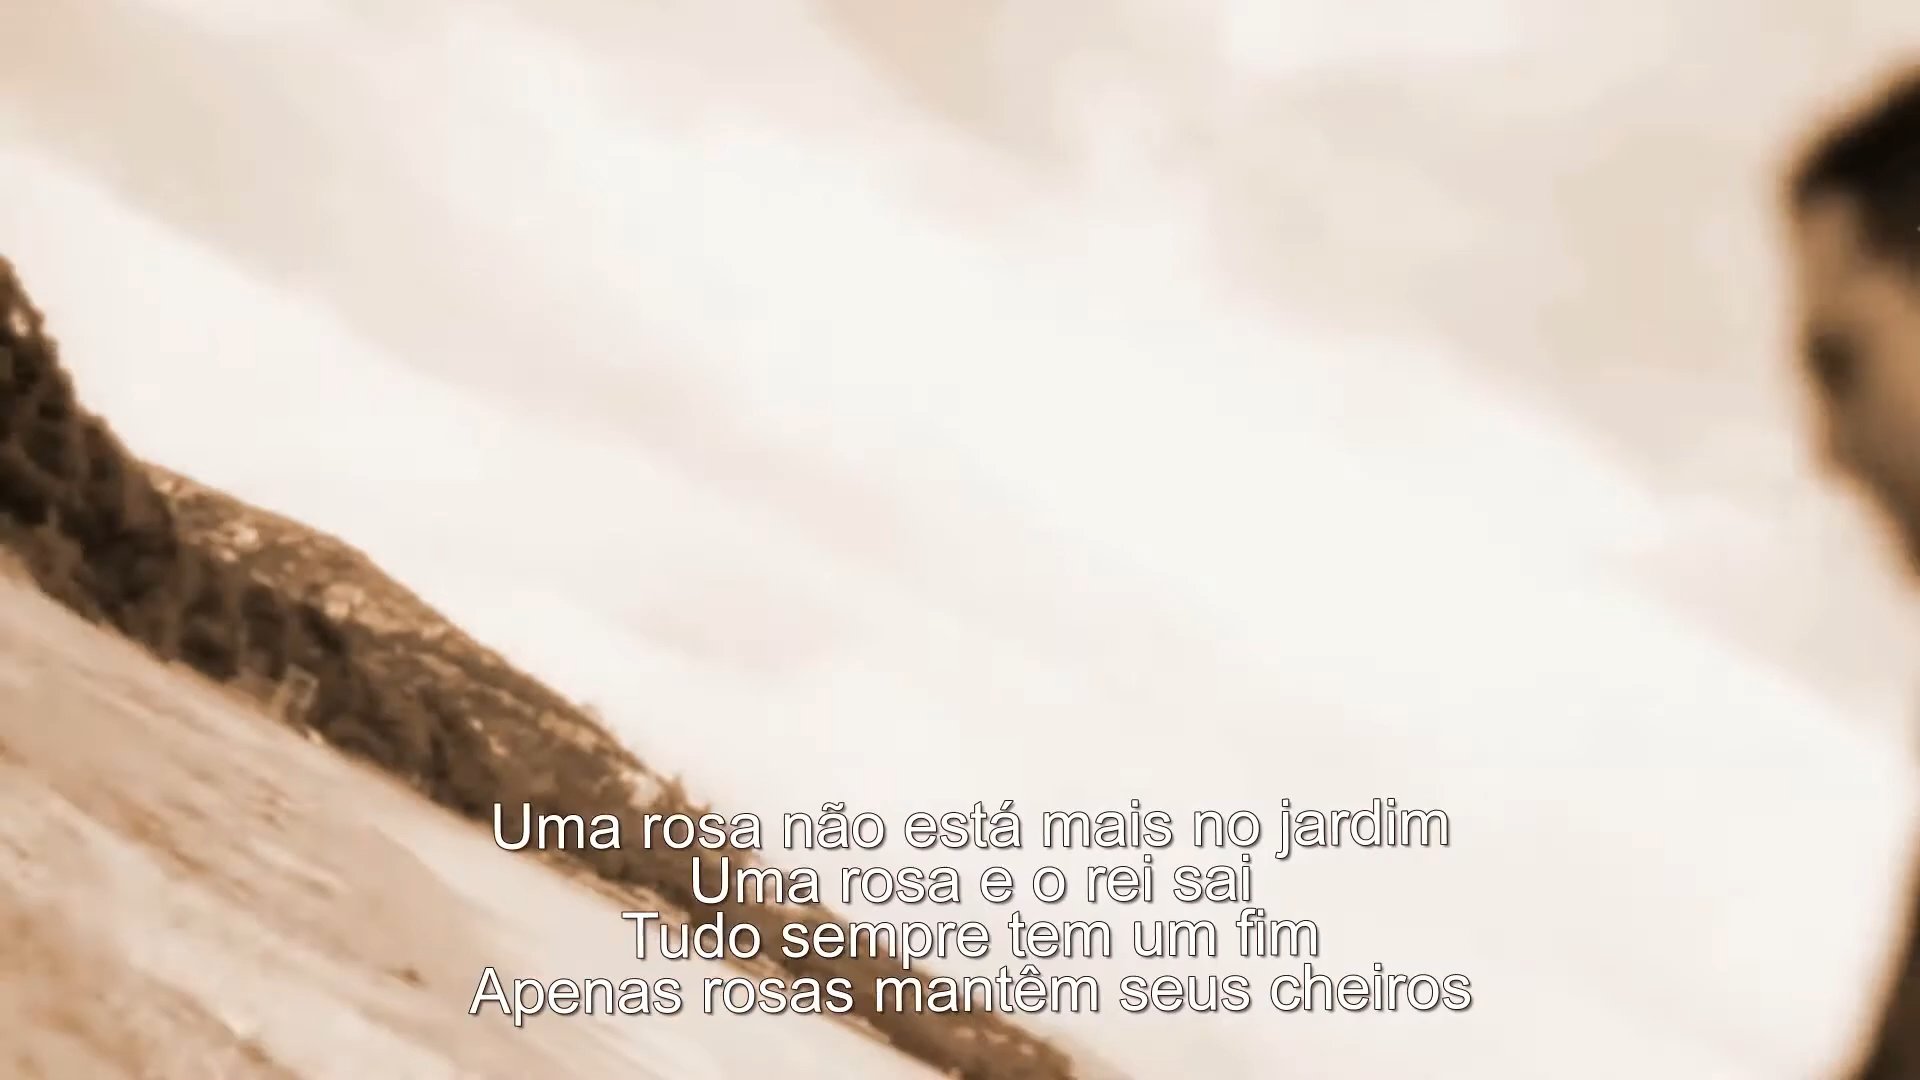 Uma rosa não está mais no jardim
Uma rosa e o rei sai
Tudo sempre tem um fim
Apenas rosas mantêm seus cheiros